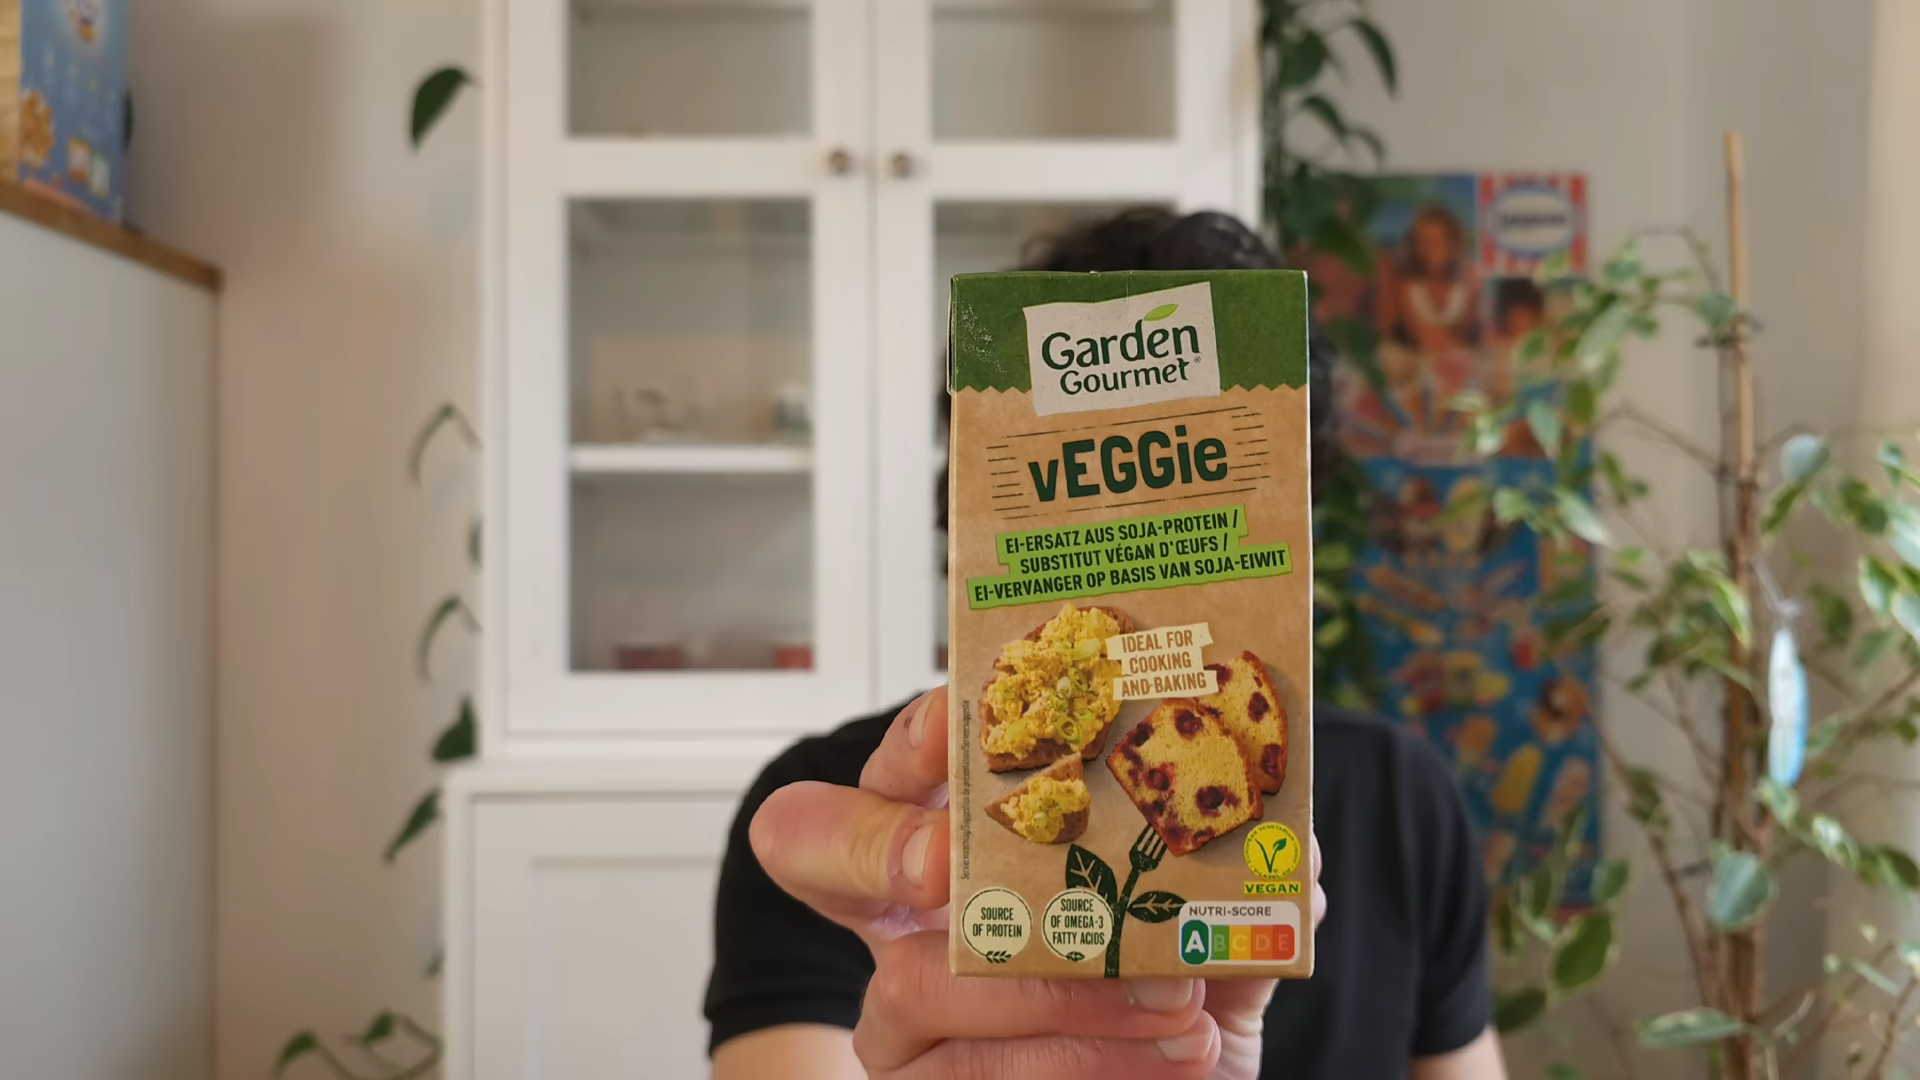 Garden
Gourmet®
vEGGie
EI-ERSATZ AUS SOJA-PROTEIN /
SUBSTITUT VÉGAN D'ŒUFS /
EI-VERVANGER OP BASIS VAN SOJA-EIWIT
IDEAL FOR
COOKING
AND BAKING
VEGAN
SOURCE
OF PROTEIN
SOURCE
OF OMEGA-3
FATTY ACIDS
NUTRI-SCORE
A B C D E